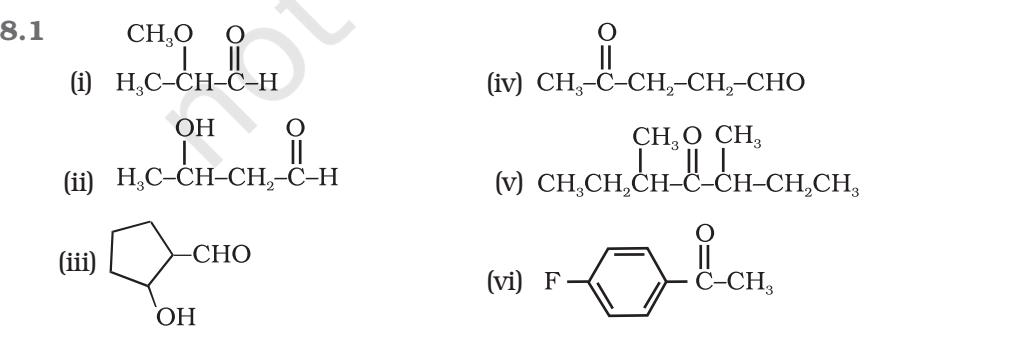 8.1
CH₃O O
(i) H₃C–CH–C–H
OH O
(ii) H₃C–CH–CH₂–C–H
(iii) –CHO
OH
O
(iv) CH₃–C–CH₂–CH₂–CHO
CH₃ O CH₃
(v) CH₃CH₂CH–C–CH–CH₂CH₃
O
(vi) F– –C–CH₃
not